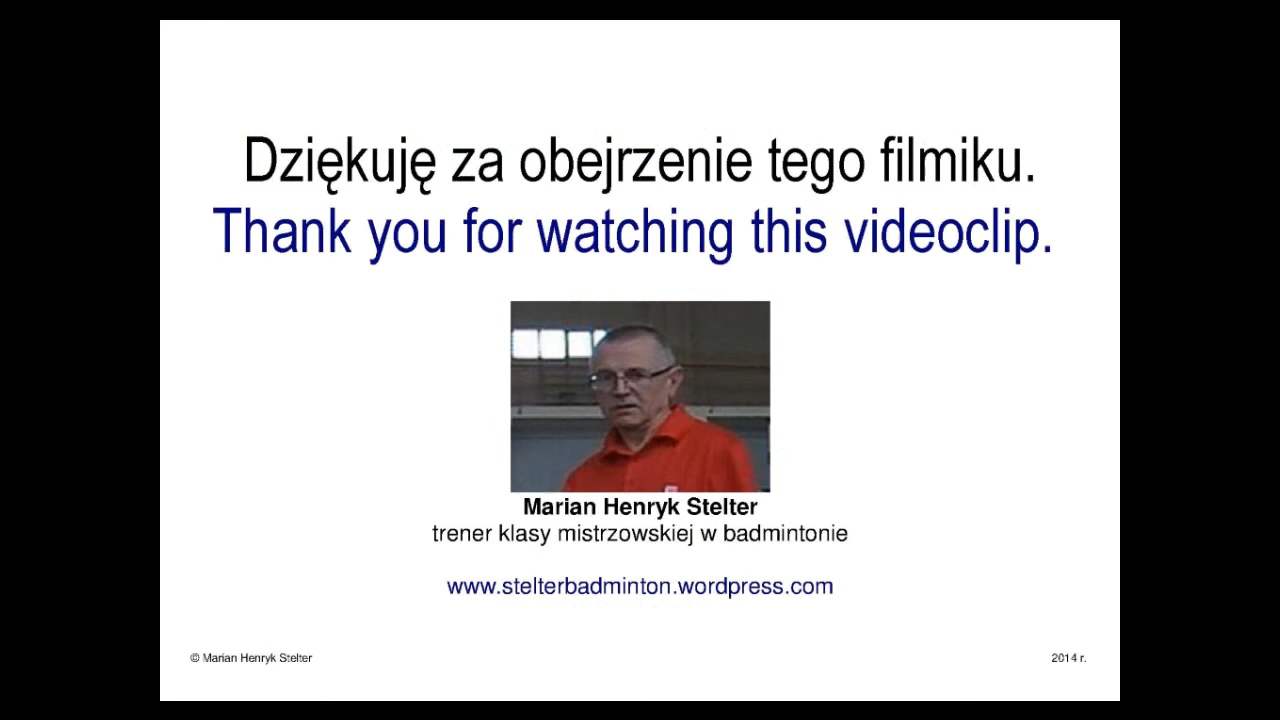 Dziękuję za obejrzenie tego filmiku.
Thank you for watching this videoclip.
Marian Henryk Stelter
trener klasy mistrzowskiej w badmintonie
www.stelterbadminton.wordpress.com
© Marian Henryk Stelter
2014 r.